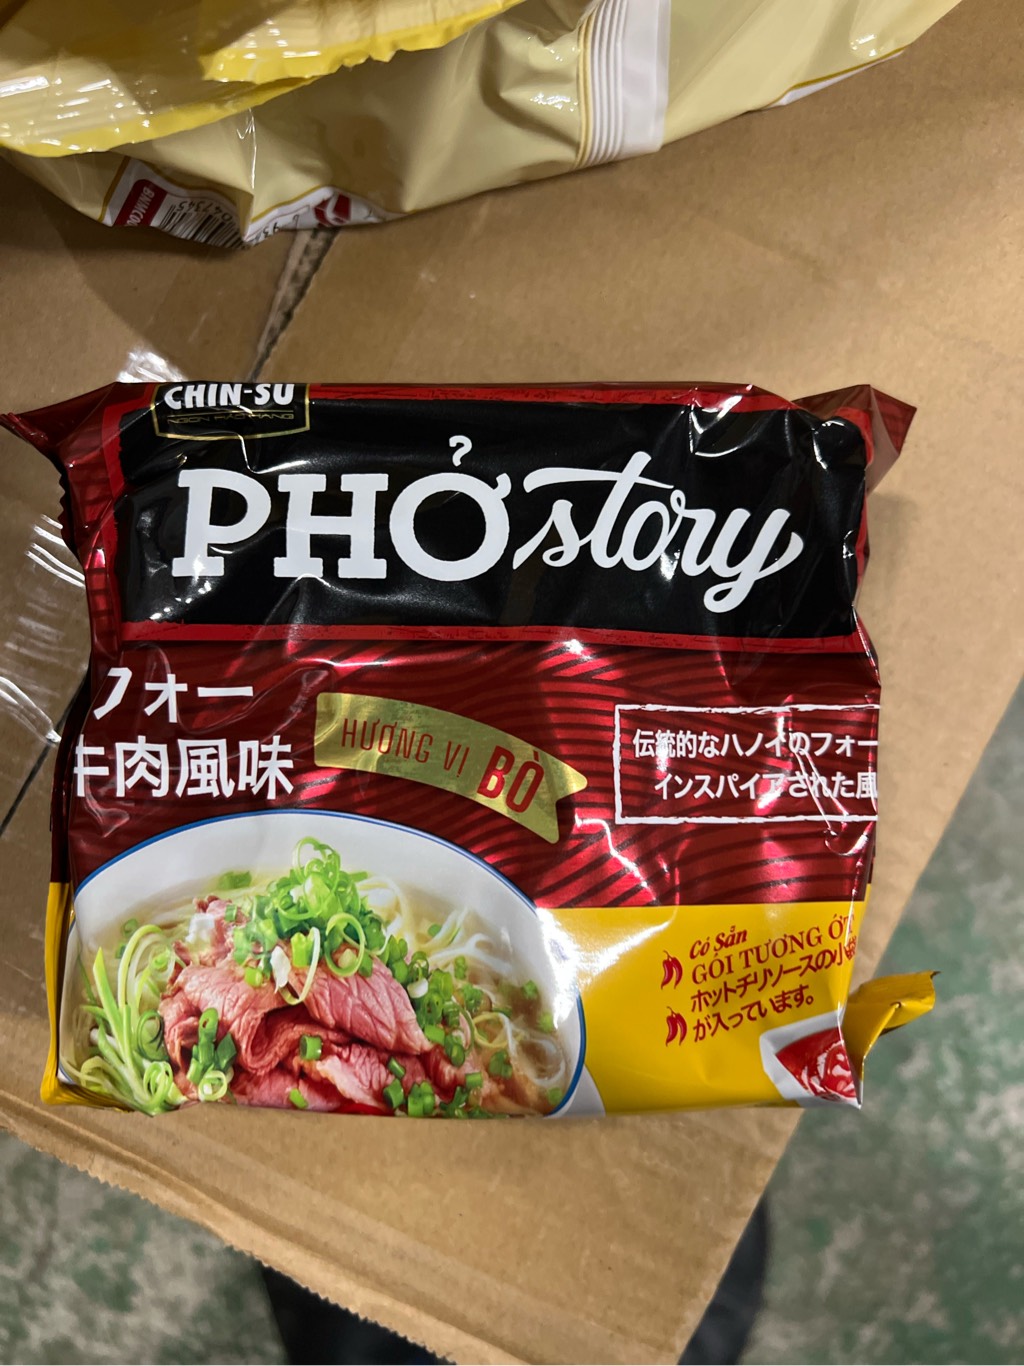 CHIN-SU
PHỞ story
フォー
牛肉風味
HƯƠNG VỊ BÒ
伝統的なハノイのフォー
インスパイアされた風
Có Sẵn
GÓI TƯƠNG ỚT
ホットチリソースの小袋
が入っています。